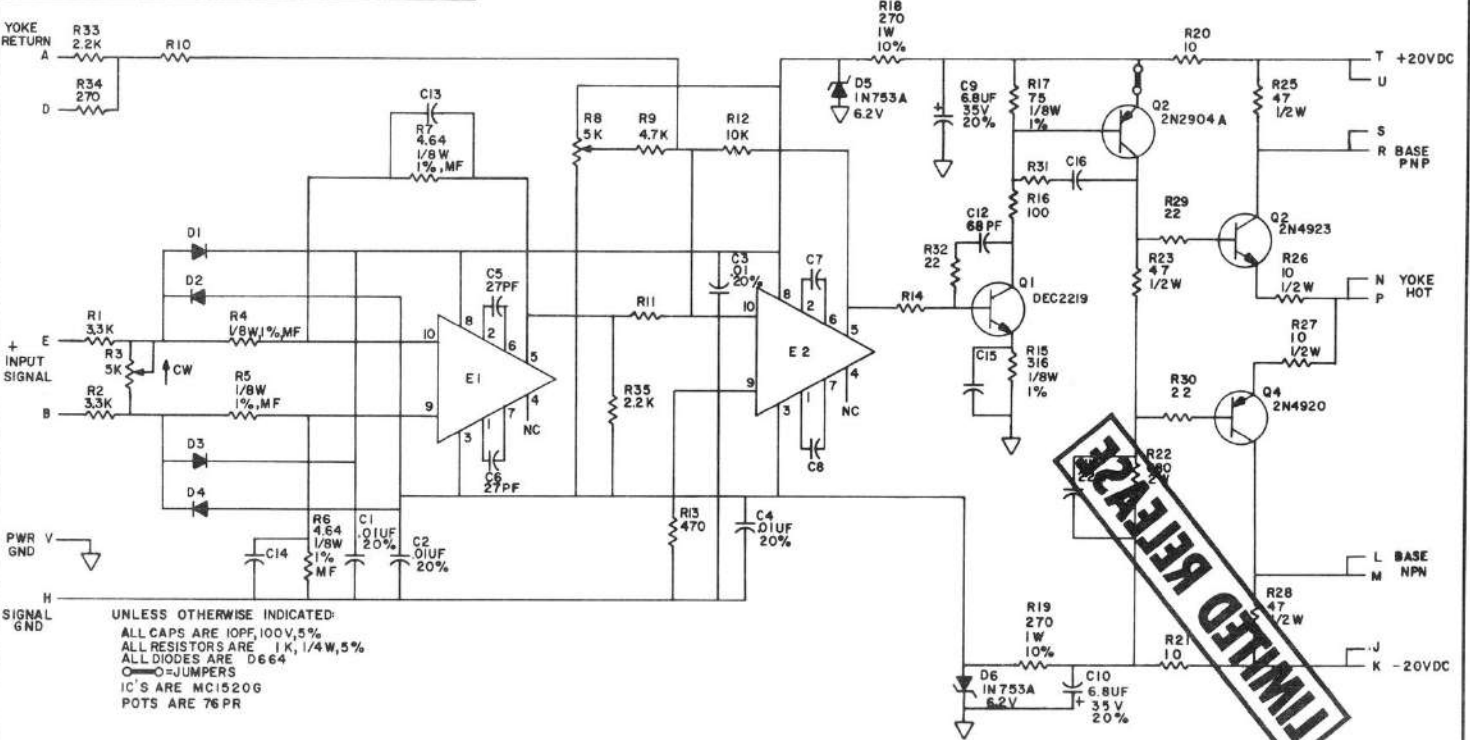 YOKE
RETURN
A
R33
2.2K
R10
R34
270
D
C13
R7
4.64
1/8 W
1%, MF
R8
5K
R9
4.7K
R12
10K
D5
1N753A
6.2V
R18
270
1W
10%
C9
6.8UF
35V
20%
+
R17
75
1/8W
1%
Q2
2N2904A
R20
10
R25
47
1/2W
T +20VDC
U
S
R BASE
PNP
R31
C16
R16
100
C12
68PF
R32
22
R29
22
Q2
2N4923
R23
47
1/2W
R26
10
1/2W
N YOKE
P HOT
R27
10
1/2W
D1
D2
R1
3.3K
E
+
INPUT
SIGNAL
R3
5K
CW
R2
3.3K
B
R4
1/8W,1%,MF
R5
1/8W
1%,MF
D3
D4
C5
27PF
10
8
2
6
5
E1
9
4
7
1
3
NC
C6
27PF
R11
R35
2.2K
C3
.01
20%
C7
10
8
2
6
5
E2
9
4
7
1
3
NC
C8
R14
Q1
DEC2219
C15
R15
316
1/8W
1%
R30
22
Q4
2N4920
R22
22
LIMITED RELEASE
PWR V
GND
C14
R6
4.64
1/8W
1%
MF
C1
.01UF
20%
C2
.01UF
20%
R13
470
C4
.01UF
20%
H
SIGNAL
GND
L BASE
M NPN
R28
47
1/2W
R19
270
1W
10%
R21
10
J
K -20VDC
D6
1N753A
6.2V
C10
6.8UF
+ 35V
20%
UNLESS OTHERWISE INDICATED:
ALL CAPS ARE 10PF,100V,5%
ALL RESISTORS ARE 1K, 1/4W,5%
ALL DIODES ARE D664
=JUMPERS
IC'S ARE MC1520G
POTS ARE 76PR